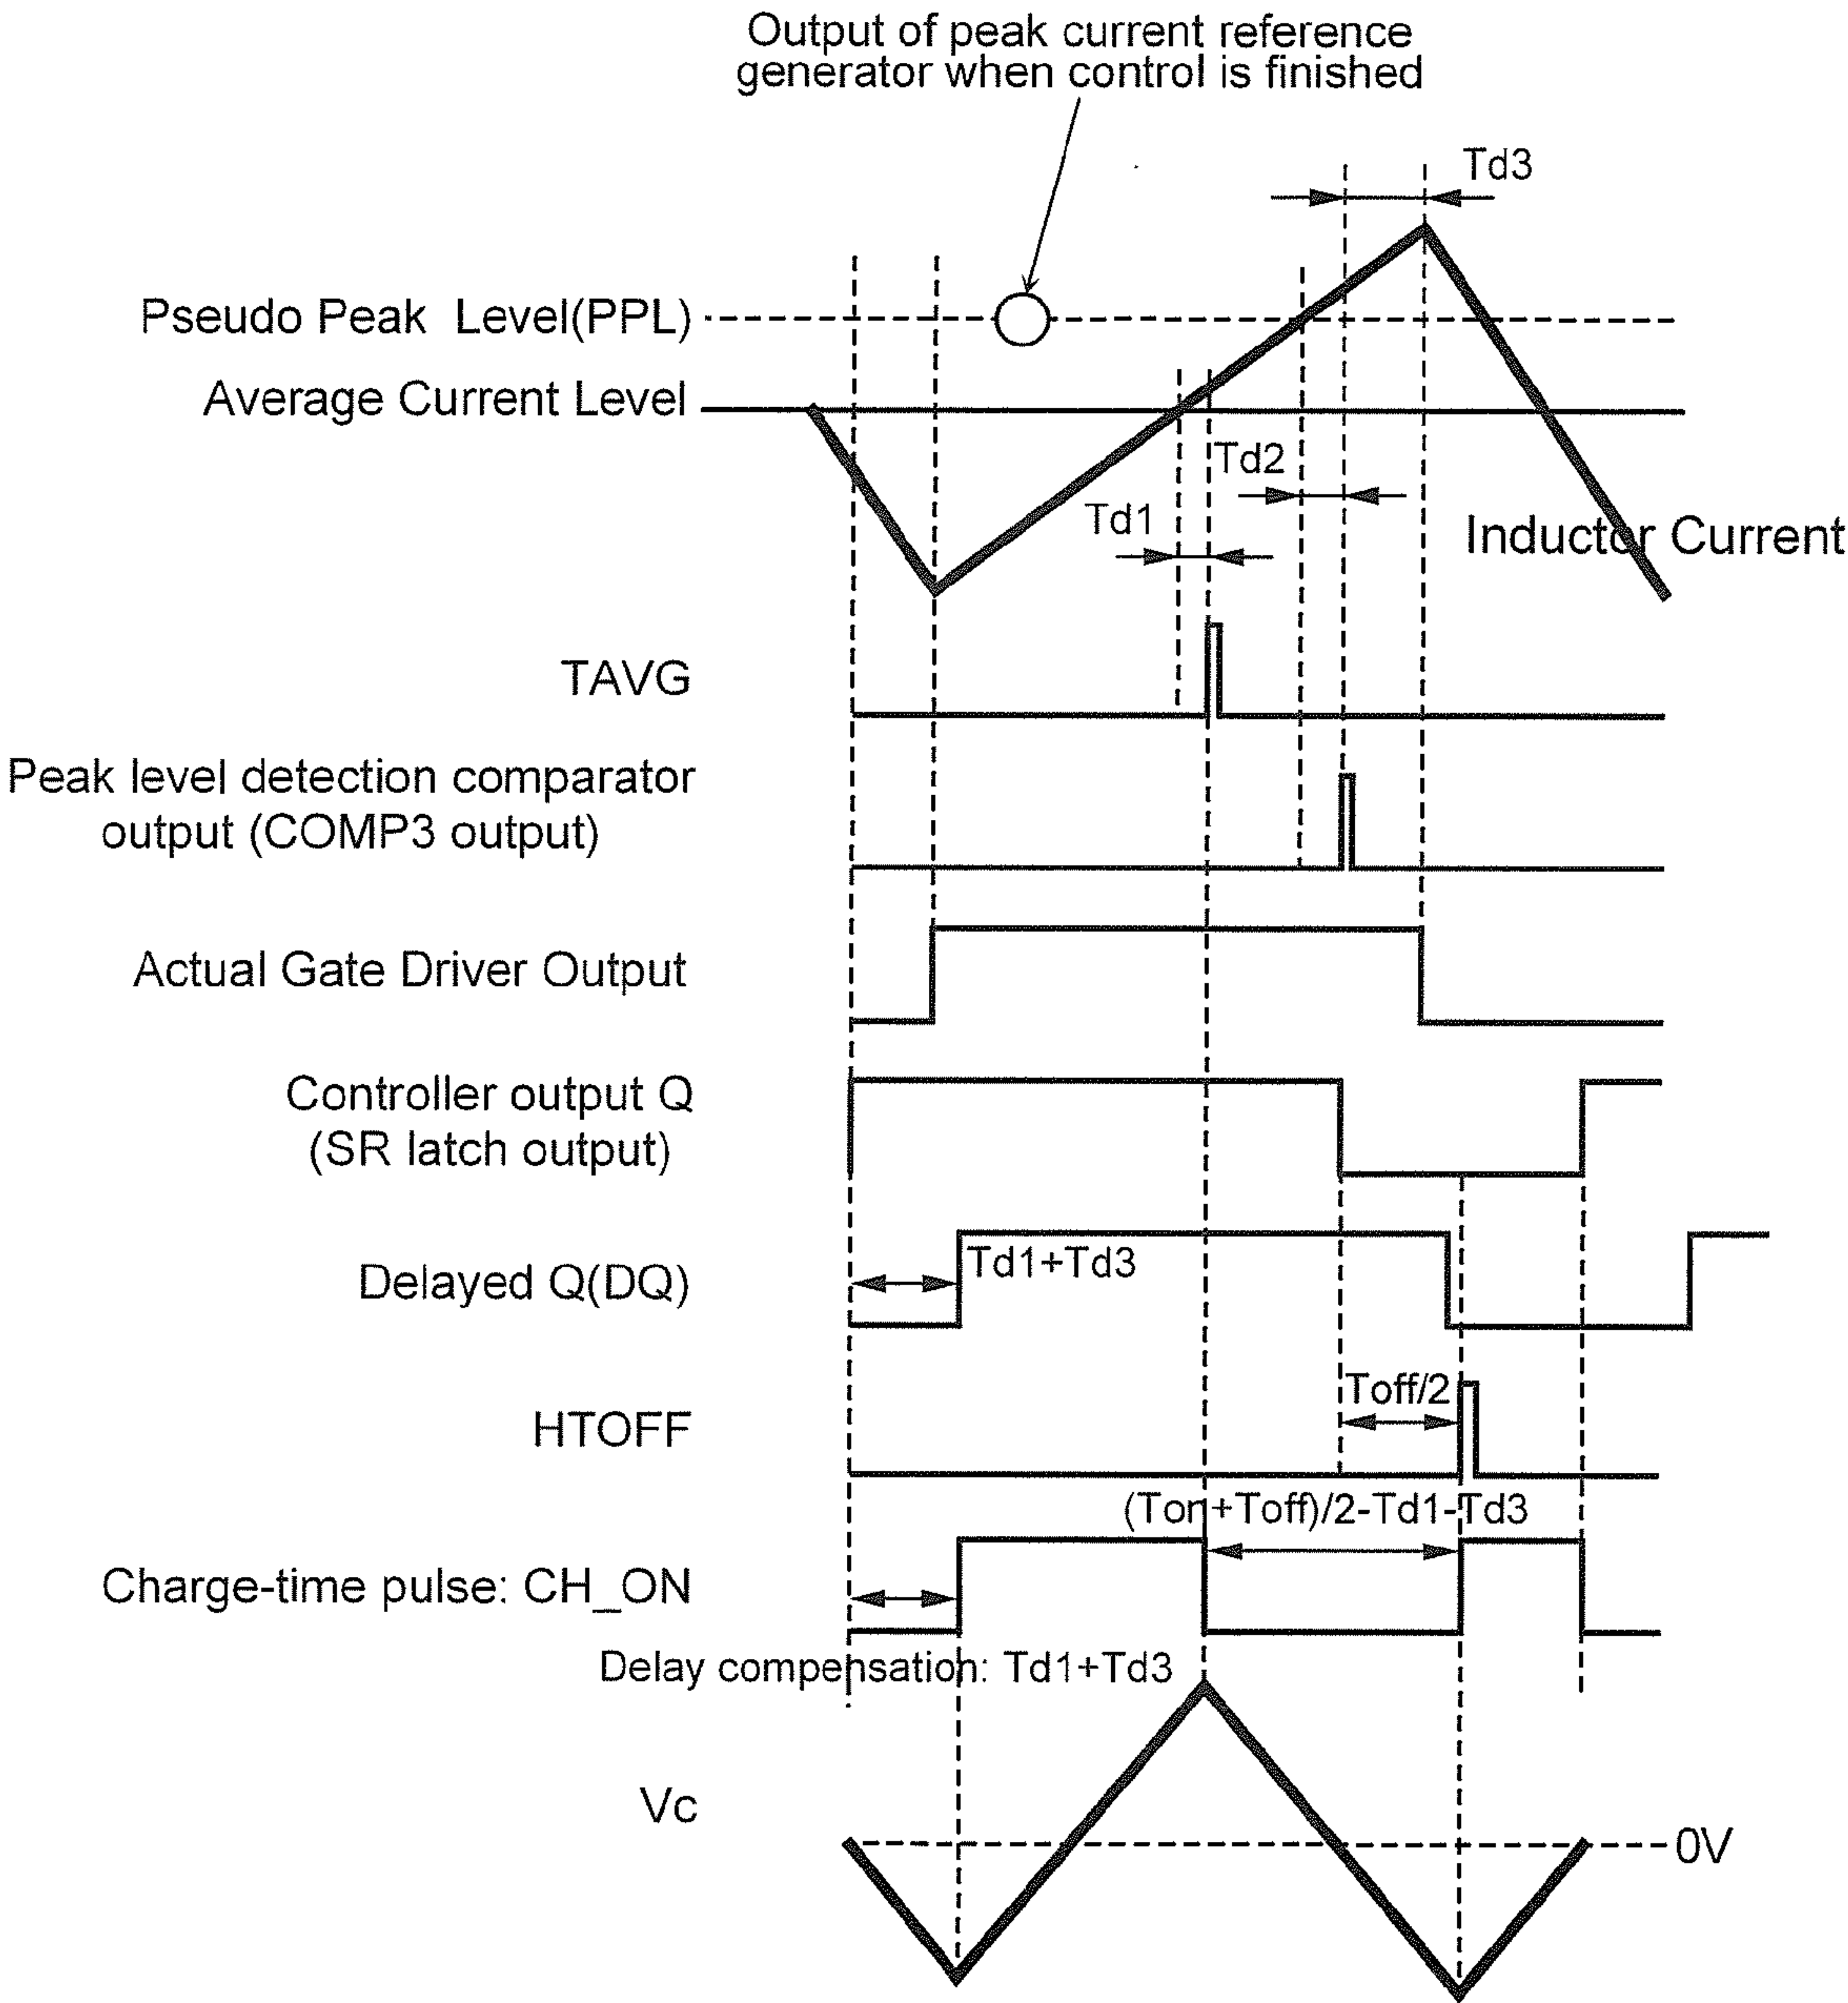 Output of peak current reference
generator when control is finished
Td3
Pseudo Peak Level(PPL)
Average Current Level
Td2
Td1
Inductor Current
TAVG
Peak level detection comparator
output (COMP3 output)
Actual Gate Driver Output
Controller output Q
(SR latch output)
Td1+Td3
Delayed Q(DQ)
Toff/2
HTOFF
(Ton+Toff)/2-Td1-Td3
Charge-time pulse: CH_ON
Delay compensation: Td1+Td3
Vc
0V